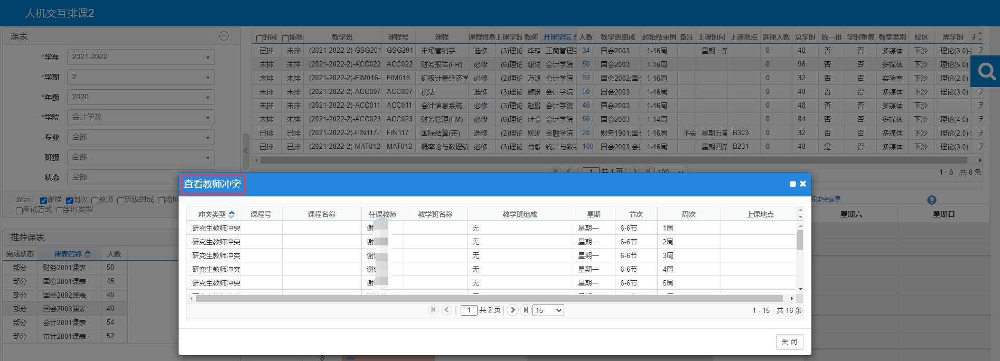 人机交互排课2
课表
*学年 2021-2022
*学期 2
*年级 2020
*学院 会计学院
专业 全部
班级 全部
状态 全部
显示: 课程 周次 教师 班级组成 场地
考试方式 学时类型
推荐课表
完成状态 课表名称 人数
部分 财务2001课表 50
部分 国会2001课表 45
部分 国会2002课表 46
部分 国会2003课表 46
部分 会计2001课表 54
部分 审计2001课表 52
时间 场地 教学班 课程号 课程 课程性质 上课学时 教师 开课学院 人数 教学班组成 起始结束周 备注 上课时间 上课地点 选课人数 总学时 统一排 学时重复 教室类别 校区 周学时
已排 未排 (2021-2022-2)-GSG201 GSG201 市场营销学 选修 (3)理论 李琪 工商管理学 34 国会2003 1-16周 星期一第 0 48 否 否 多媒体 下沙 理论(3.0)-
未排 未排 (2021-2022-2)-ACC022 ACC022 财务报告(FR) 必修 (6)理论 谢诗 会计学院 50 国会2003 1-16周 0 96 否 否 多媒体 下沙 理论(5.0)
未排 未排 (2021-2022-2)-FIM016- FIM016 初级计量经济学 必修 (2)理论 万源 会计学院 92 国会2002;国会 1-16周 0 32 否 否 实验室 下沙 理论(2.0)
未排 未排 (2021-2022-2)-ACC007 ACC007 税法 选修 (3)理论 颜淑 会计学院 50 国会2003 1-16周 0 48 否 否 多媒体 下沙 理论(3.0)
未排 未排 (2021-2022-2)-ACC011 ACC011 会计信息系统 必修 (3)理论 赵鹏 会计学院 46 国会2003 1-16周 0 48 否 否 多媒体 下沙
未排 未排 (2021-2022-2)-ACC023 ACC023 财务管理(FM) 必修 (6)理论 叶会 会计学院 50 国会2003 1-14周 0 84 否 否 多媒体 下沙 理论(4.0)
已排 已排 (2021-2022-2)-FIN117-1 FIN117 国际结算(英) 选修 (2)理论 姚浙 金融学院 20 财务1901;国会 1-16周 不安 星期五第 B303 0 32 否 否 多媒体 下沙 理论(2.0)-
已排 已排 (2021-2022-2)-MAT012 MAT012 概率论与数理统 必修 (3)理论 肖敏 统计与数学 100 国会2003;会计 1-16周 星期四第 B231 0 48 是 否 多媒体 下沙 理论(3.0)
1 共 1 页 100
1 - 8 共 8 条
冲突信息
星期六 星期日
查看教师冲突
冲突类型 课程号 课程名称 任课教师 教学班名称 教学班组成 星期 节次 周次 上课地点
研究生教师冲突 谢 无 星期一 6-6节 1周
研究生教师冲突 谢 无 星期一 6-6节 2周
研究生教师冲突 谢 无 星期一 6-6节 3周
研究生教师冲突 谢 无 星期一 6-6节 4周
研究生教师冲突 谢 无 星期一 6-6节 5周
1 共 2 页 15
1 - 15 共 16 条
关 闭
8